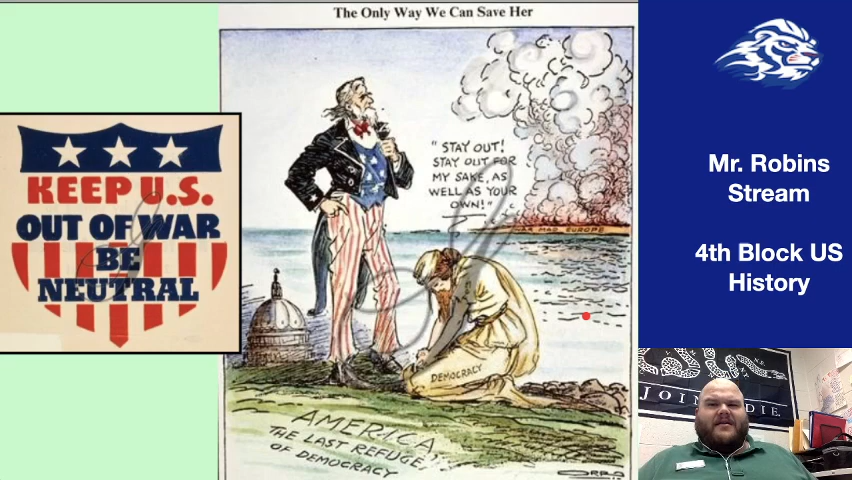 The Only Way We Can Save Her
KEEP U.S.
OUT OF WAR
BE
NEUTRAL
"STAY OUT!
STAY OUT FOR
MY SAKE, AS
WELL AS YOUR
OWN!"
WAR MAD EUROPE
DEMOCRACY
AMERICA,
THE LAST REFUGE
OF DEMOCRACY
ORR
Mr. Robins
Stream
4th Block US
History
JOIN DIE.